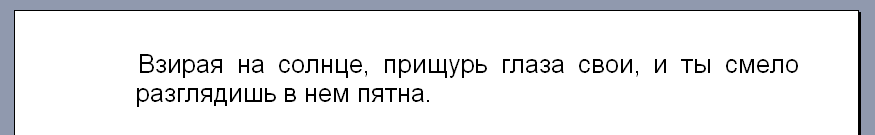 Взирая на солнце, прищурь глаза свои, и ты смело
разглядишь в нем пятна.